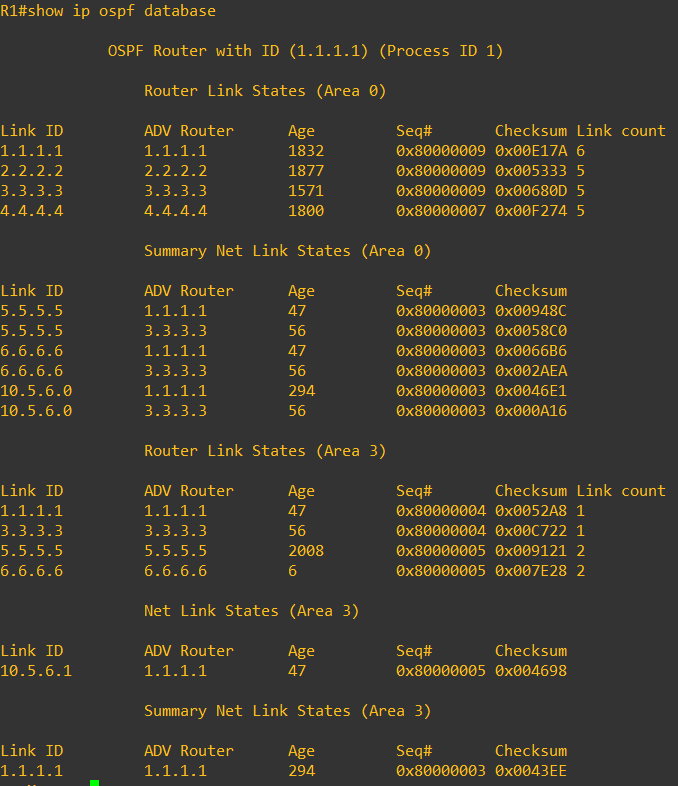 R1#show ip ospf database
OSPF Router with ID (1.1.1.1) (Process ID 1)
Router Link States (Area 0)
Link ID ADV Router Age Seq# Checksum Link count
1.1.1.1 1.1.1.1 1832 0x80000009 0x00E17A 6
2.2.2.2 2.2.2.2 1877 0x80000009 0x005333 5
3.3.3.3 3.3.3.3 1571 0x80000009 0x00680D 5
4.4.4.4 4.4.4.4 1800 0x80000007 0x00F274 5
Summary Net Link States (Area 0)
Link ID ADV Router Age Seq# Checksum
5.5.5.5 1.1.1.1 47 0x80000003 0x00948C
5.5.5.5 3.3.3.3 56 0x80000003 0x0058C0
6.6.6.6 1.1.1.1 47 0x80000003 0x0066B6
6.6.6.6 3.3.3.3 56 0x80000003 0x002AEA
10.5.6.0 1.1.1.1 294 0x80000003 0x0046E1
10.5.6.0 3.3.3.3 56 0x80000003 0x000A16
Router Link States (Area 3)
Link ID ADV Router Age Seq# Checksum Link count
1.1.1.1 1.1.1.1 47 0x80000004 0x0052A8 1
3.3.3.3 3.3.3.3 56 0x80000004 0x00C722 1
5.5.5.5 5.5.5.5 2008 0x80000005 0x009121 2
6.6.6.6 6.6.6.6 6 0x80000005 0x007E28 2
Net Link States (Area 3)
Link ID ADV Router Age Seq# Checksum
10.5.6.1 1.1.1.1 47 0x80000005 0x004698
Summary Net Link States (Area 3)
Link ID ADV Router Age Seq# Checksum
1.1.1.1 1.1.1.1 294 0x80000003 0x0043EE